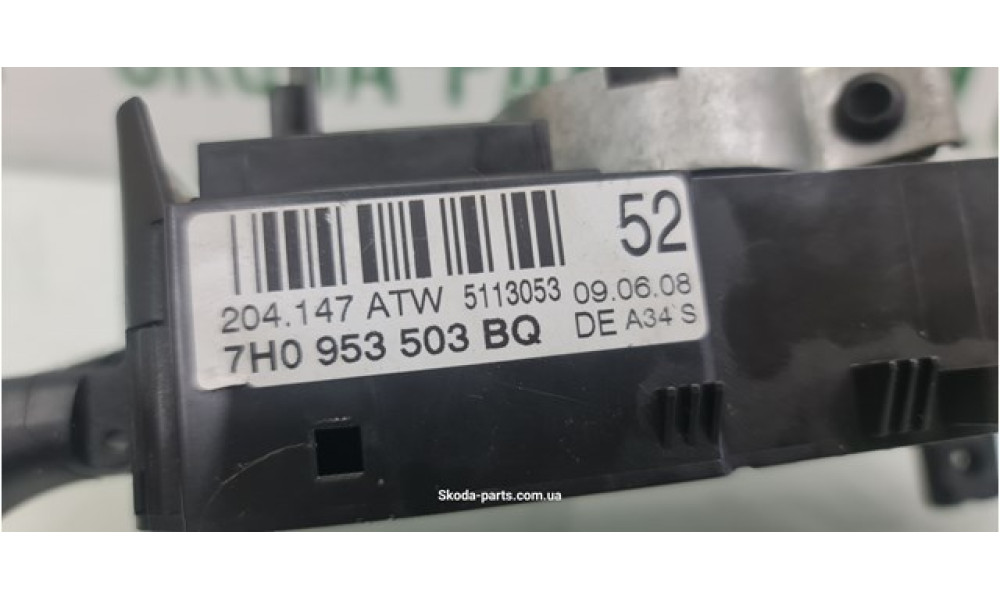 52
204.147 ATW 5113053 09.06.08
7H0 953 503 BQ DE A34 S
Skoda-parts.com.ua